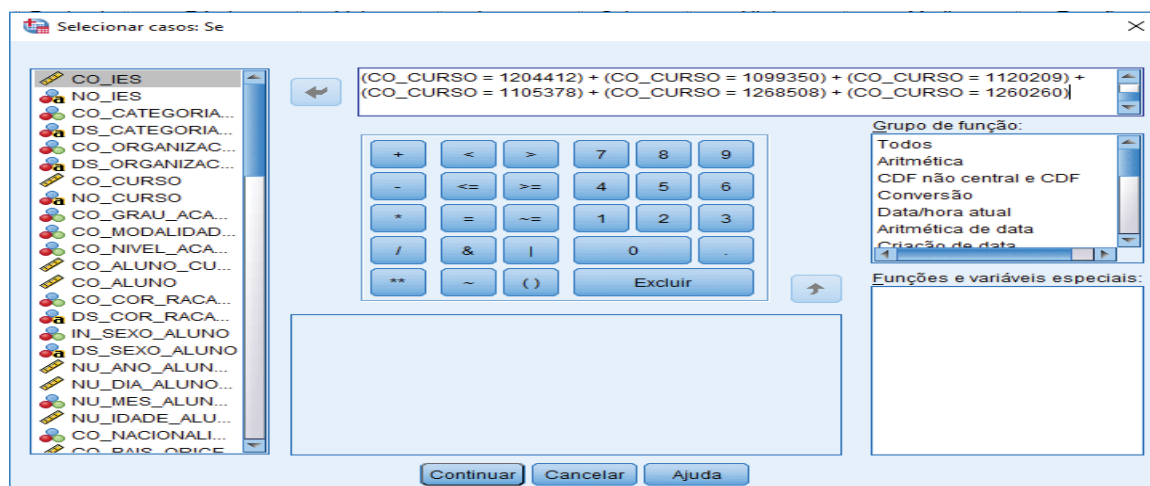 Selecionar casos: Se
CO_IES
NO_IES
CO_CATEGORIA...
DS_CATEGORIA...
CO_ORGANIZAC...
DS_ORGANIZAC...
CO_CURSO
NO_CURSO
CO_GRAU_ACA...
CO_MODALIDAD...
CO_NIVEL_ACA...
CO_ALUNO_CU...
CO_ALUNO
CO_COR_RACA...
DS_COR_RACA...
IN_SEXO_ALUNO
DS_SEXO_ALUNO
NU_ANO_ALUN...
NU_DIA_ALUNO...
NU_MES_ALUN...
NU_IDADE_ALU...
CO_NACIONALI...
(CO_CURSO = 1204412) + (CO_CURSO = 1099350) + (CO_CURSO = 1120209) +
(CO_CURSO = 1105378) + (CO_CURSO = 1268508) + (CO_CURSO = 1260260)
+ < > 7 8 9
- <= >= 4 5 6
* = ~= 1 2 3
/ & | 0 .
** ~ ( ) Excluir
Grupo de função:
Todos
Aritmética
CDF não central e CDF
Conversão
Data/hora atual
Aritmética de data
Criação de data
Funções e variáveis especiais:
Continuar Cancelar Ajuda